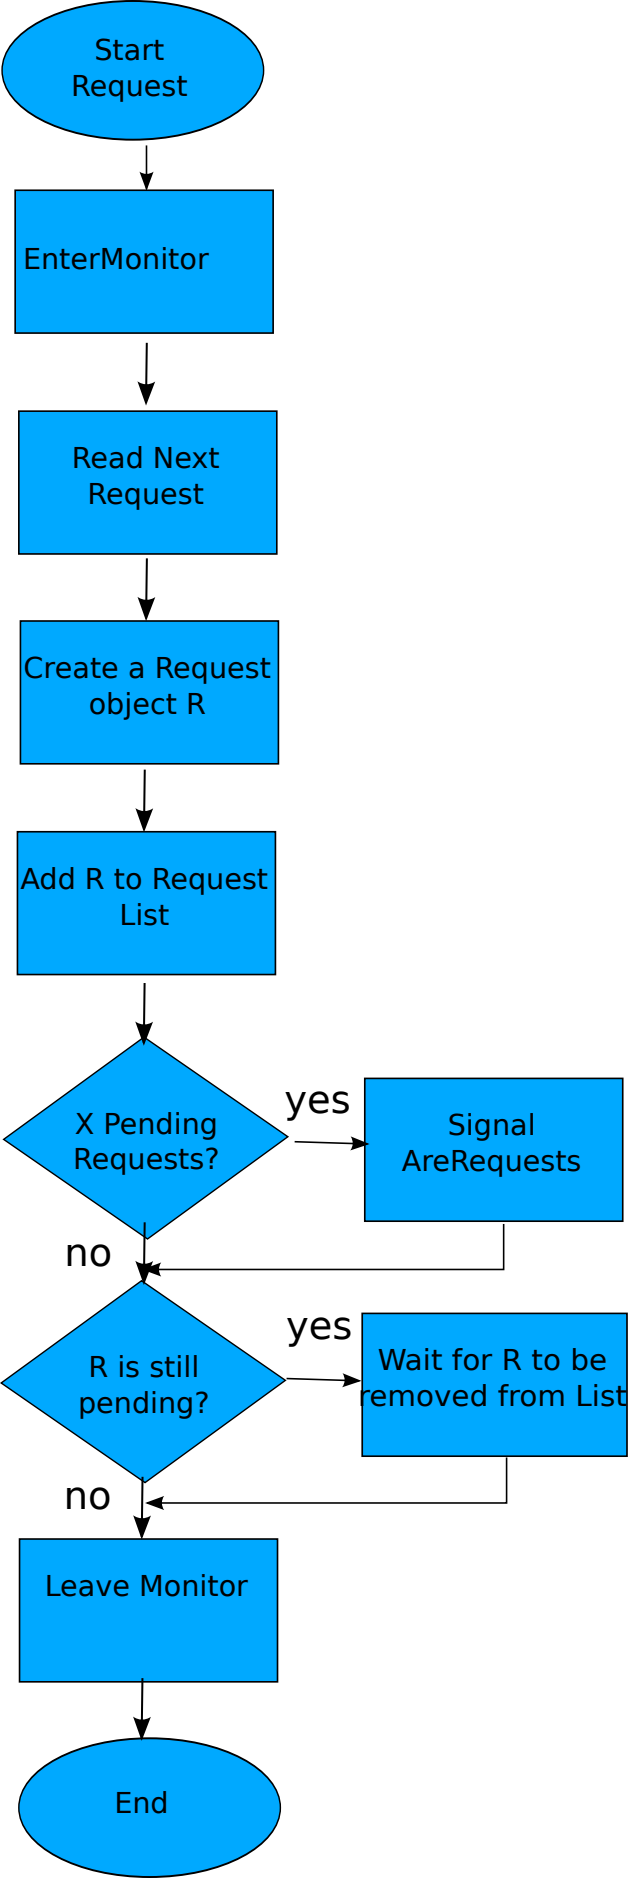 Start
Request
EnterMonitor
Read Next
Request
Create a Request
object R
Add R to Request
List
X Pending
Requests?
yes
Signal
AreRequests
no
R is still
pending?
yes
Wait for R to be
removed from List
no
Leave Monitor
End